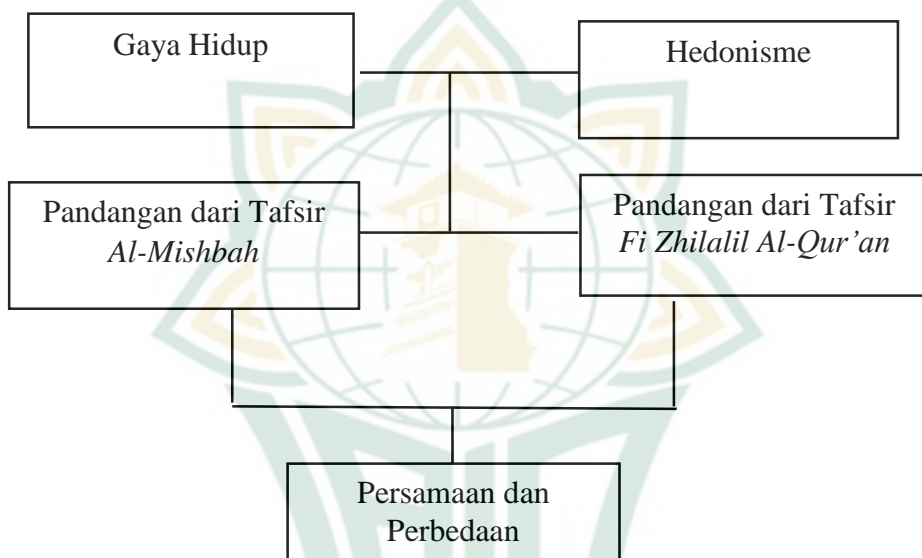 Gaya Hidup
Hedonisme
Pandangan dari Tafsir
Al-Mishbah
Pandangan dari Tafsir
Fi Zhilalil Al-Qur’an
Persamaan dan
Perbedaan